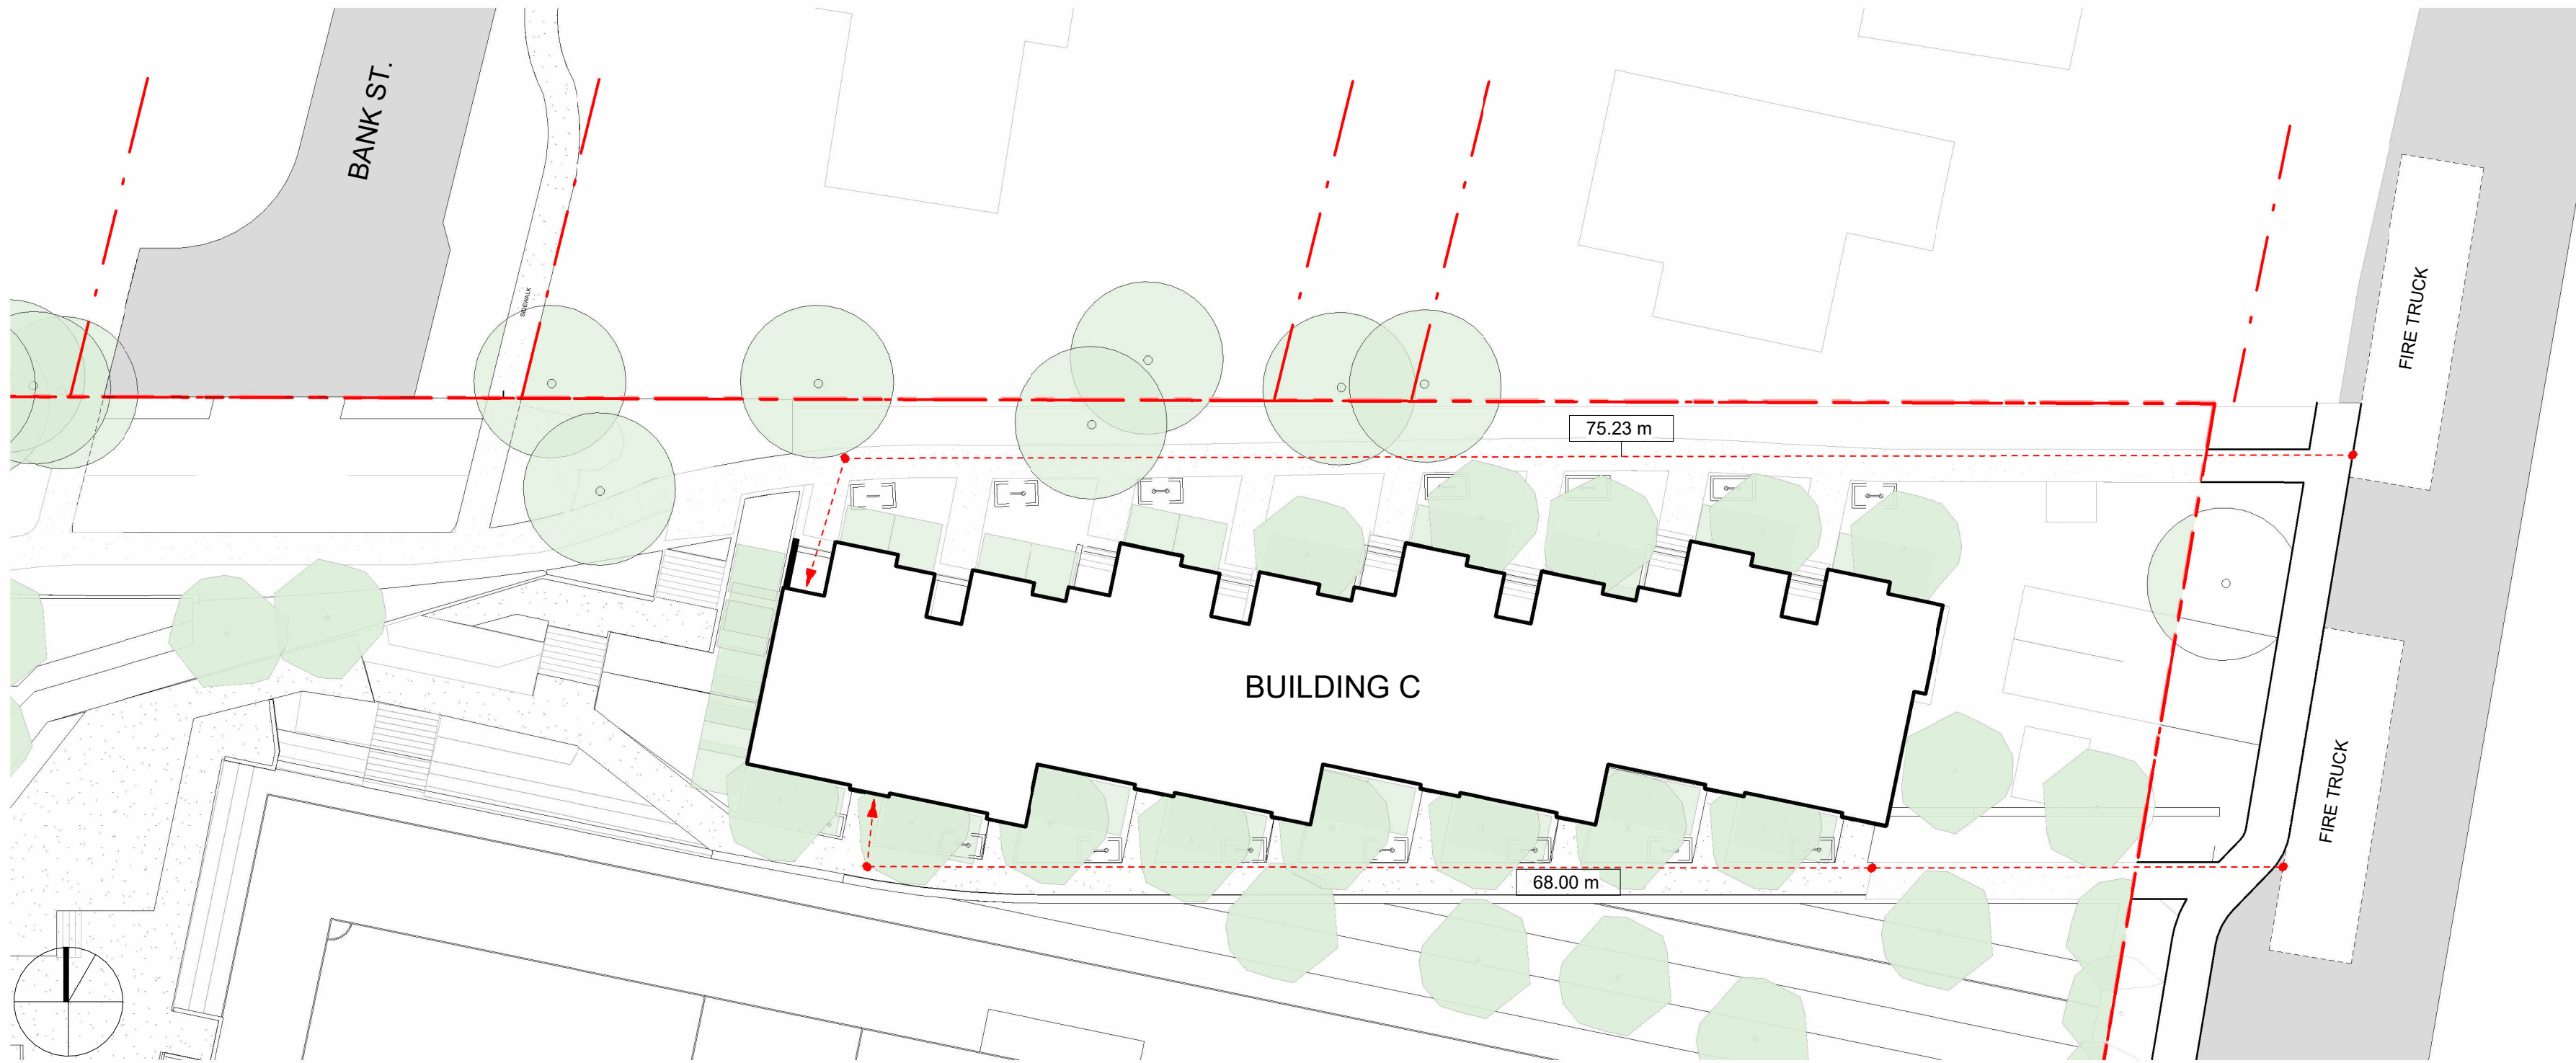 BANK ST.
SIDEWALK
FIRE TRUCK
75.23 m
BUILDING C
FIRE TRUCK
68.00 m